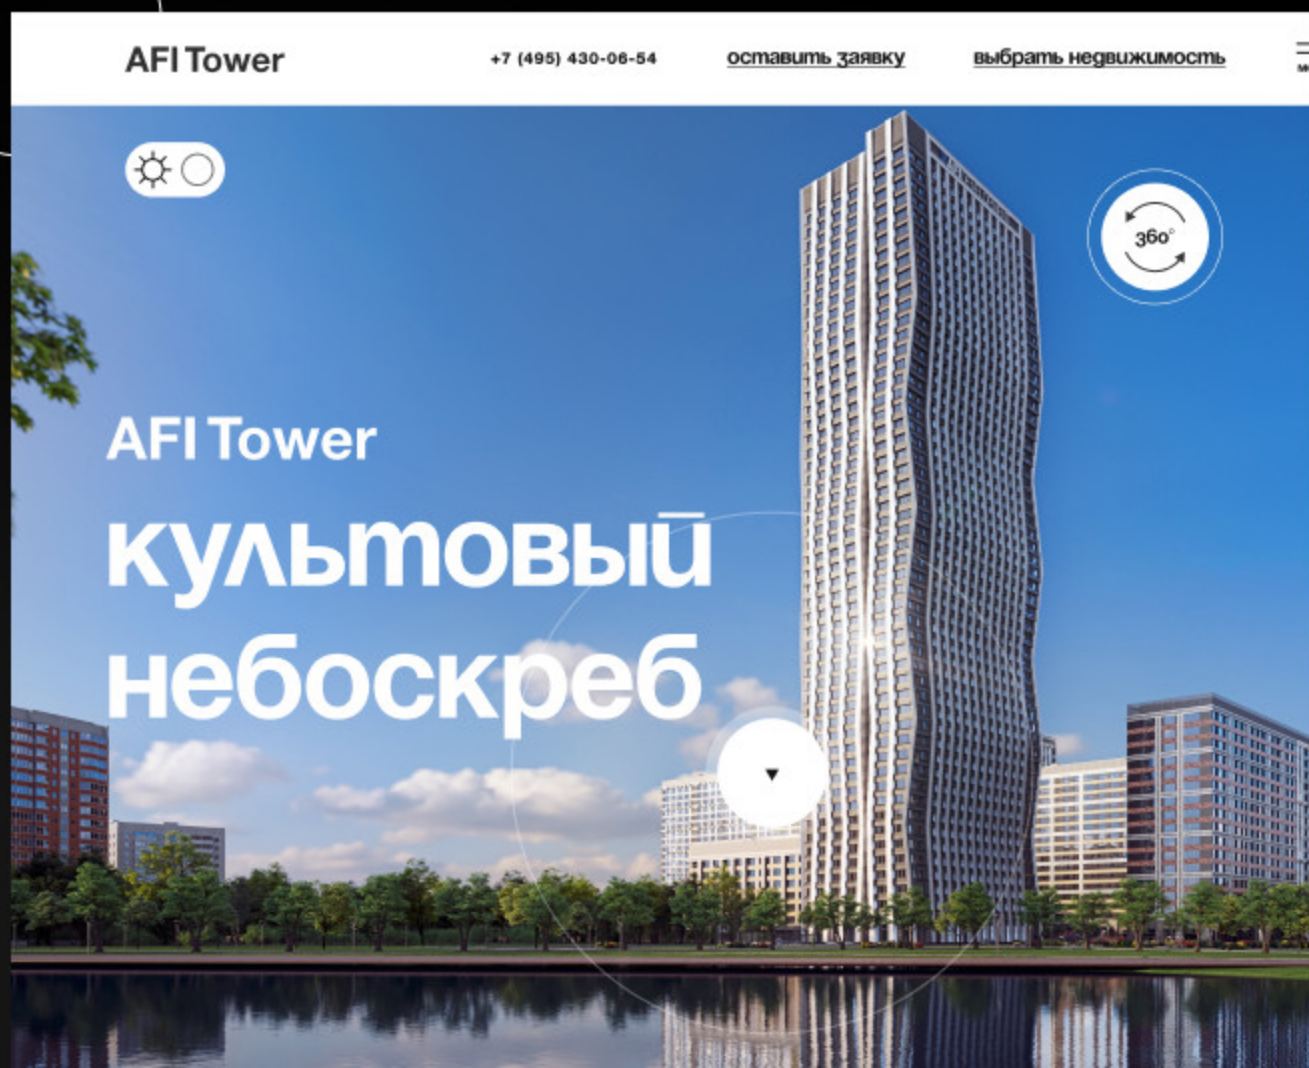 AFI Tower
+7 (495) 430-06-54
оставить заявку
выбрать недвижимость
360°
AFI Tower
культовый
небоскреб